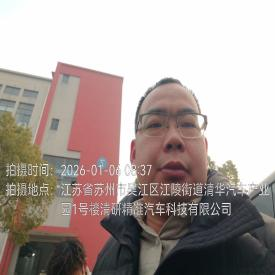 拍摄时间: 2026-01-06 08:37
拍摄地点: 江苏省苏州市吴江区江陵街道清华汽车产业
园1号楼清研精准汽车科技有限公司